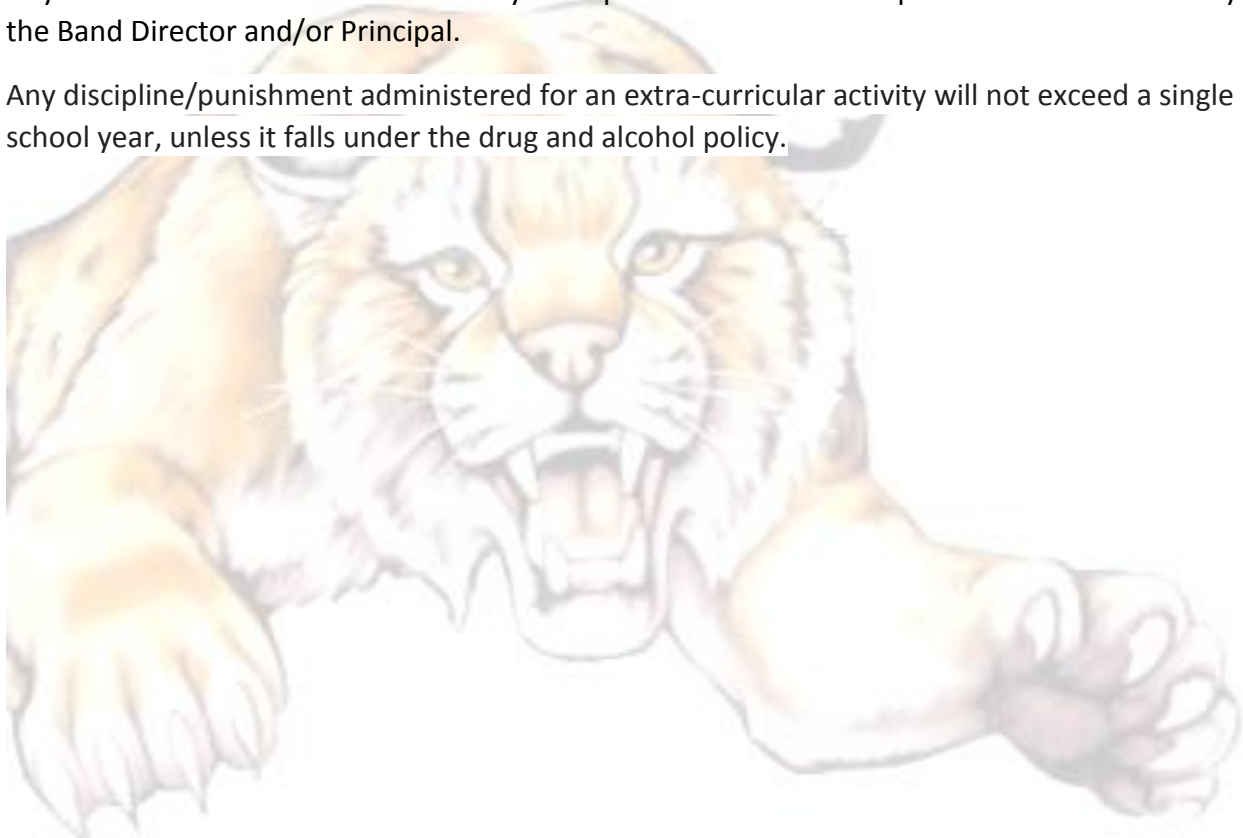 the Band Director and/or Principal.
Any discipline/punishment administered for an extra-curricular activity will not exceed a single
school year, unless it falls under the drug and alcohol policy.